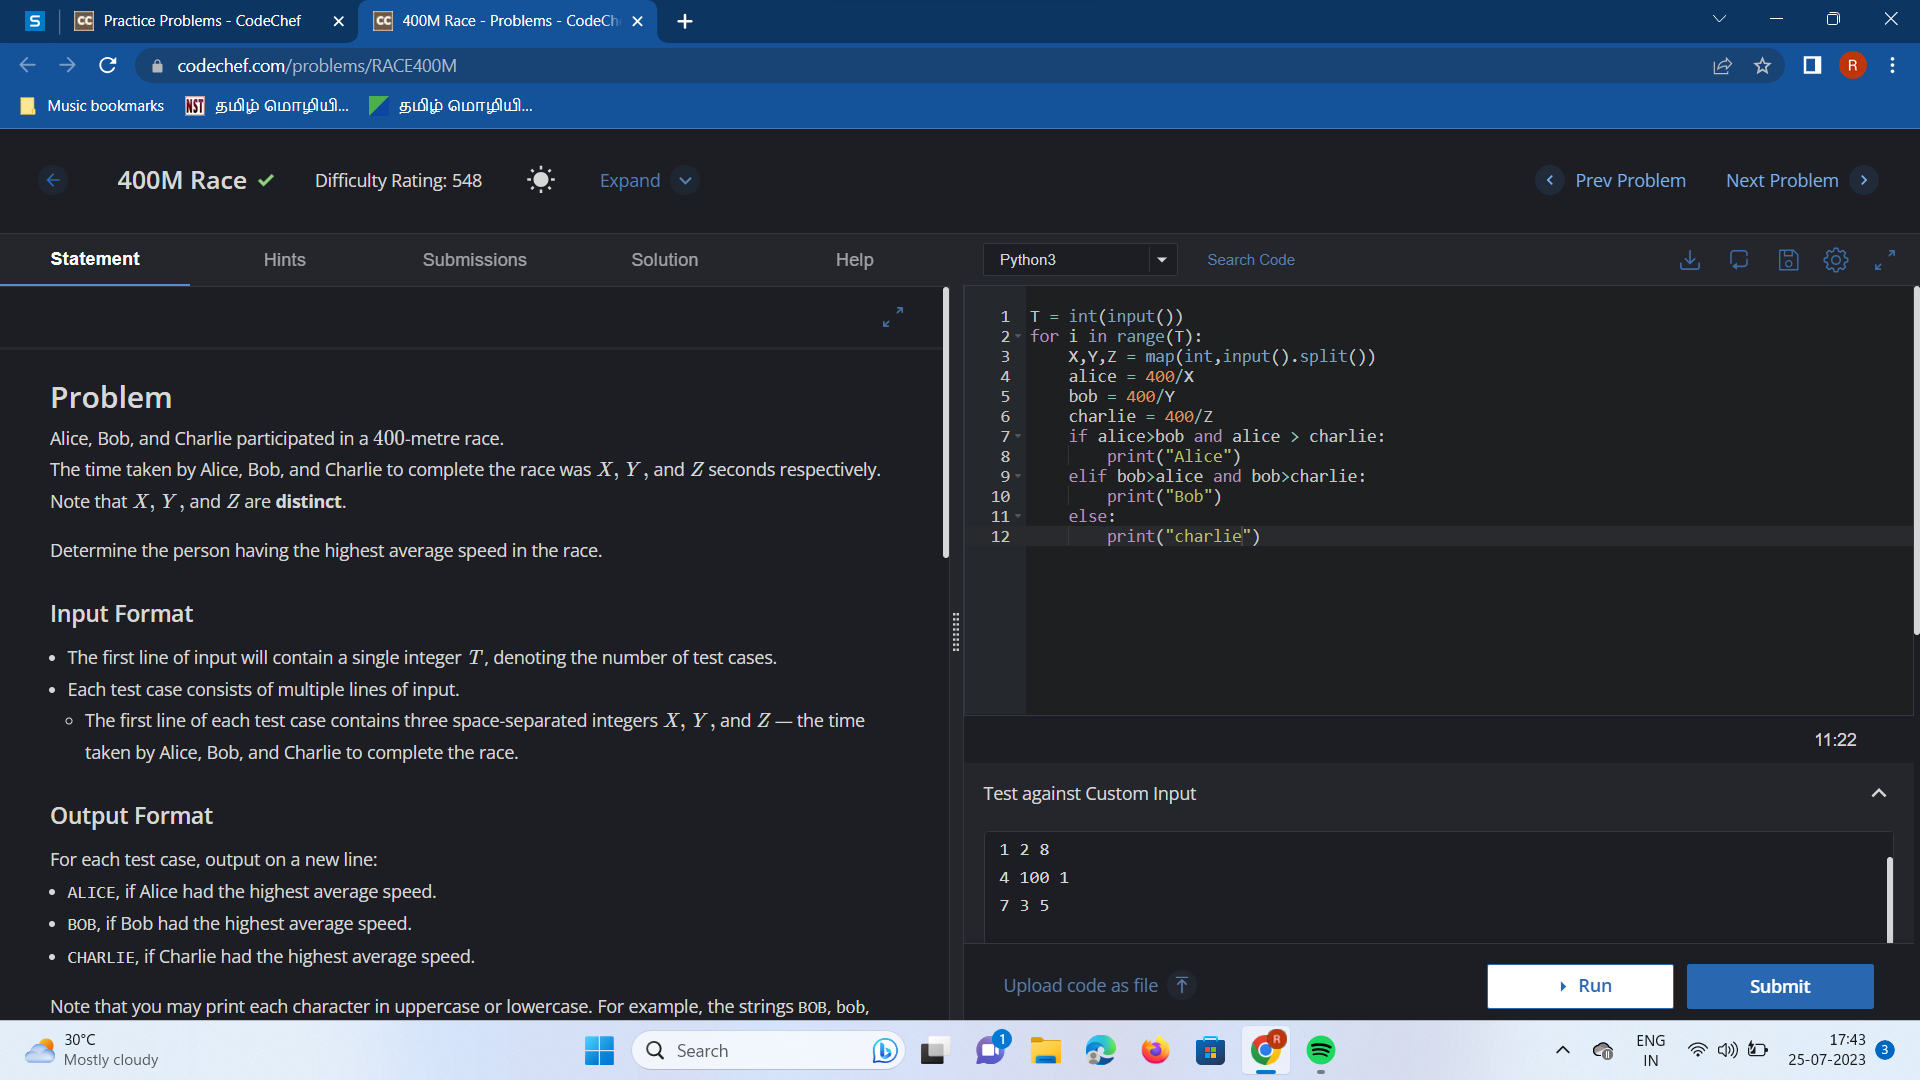 S
CC Practice Problems - CodeChef
CC 400M Race - Problems - CodeCh
codechef.com/problems/RACE400M
R
Music bookmarks
NST தமிழ் மொழியி...
தமிழ் மொழியி...
400M Race
Difficulty Rating: 548
Expand
Prev Problem
Next Problem
Statement
Hints
Submissions
Solution
Help
Problem
Alice, Bob, and Charlie participated in a 400-metre race.
The time taken by Alice, Bob, and Charlie to complete the race was X, Y, and Z seconds respectively.
Note that X, Y, and Z are distinct.
Determine the person having the highest average speed in the race.
Input Format
• The first line of input will contain a single integer T, denoting the number of test cases.
• Each test case consists of multiple lines of input.
◦ The first line of each test case contains three space-separated integers X, Y, and Z — the time
taken by Alice, Bob, and Charlie to complete the race.
Output Format
For each test case, output on a new line:
• ALICE, if Alice had the highest average speed.
• BOB, if Bob had the highest average speed.
• CHARLIE, if Charlie had the highest average speed.
Note that you may print each character in uppercase or lowercase. For example, the strings BOB, bob,
Python3
Search Code
1 T = int(input())
2 for i in range(T):
3 X,Y,Z = map(int,input().split())
4 alice = 400/X
5 bob = 400/Y
6 charlie = 400/Z
7 if alice>bob and alice > charlie:
8 print("Alice")
9 elif bob>alice and bob>charlie:
10 print("Bob")
11 else:
12 print("charlie")
11:22
Test against Custom Input
1 2 8
4 100 1
7 3 5
Upload code as file
Run
Submit
30°C
Mostly cloudy
Search
1
R
ENG
IN
17:43
25-07-2023
3